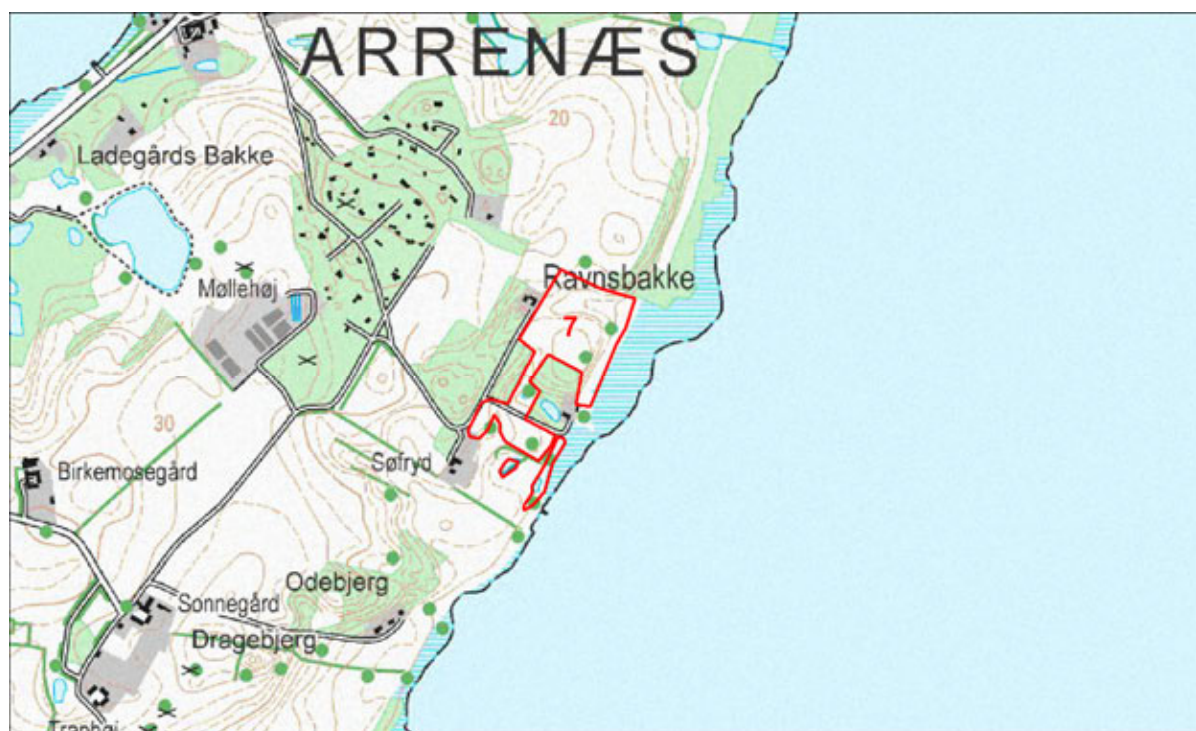 ARRENÆS
20
Ladegårds Bakke
Ravnsbakke
Møllehøj
7
30
Søfryd
Birkemosegård
Odebjerg
Sonnegård
Dragebjerg